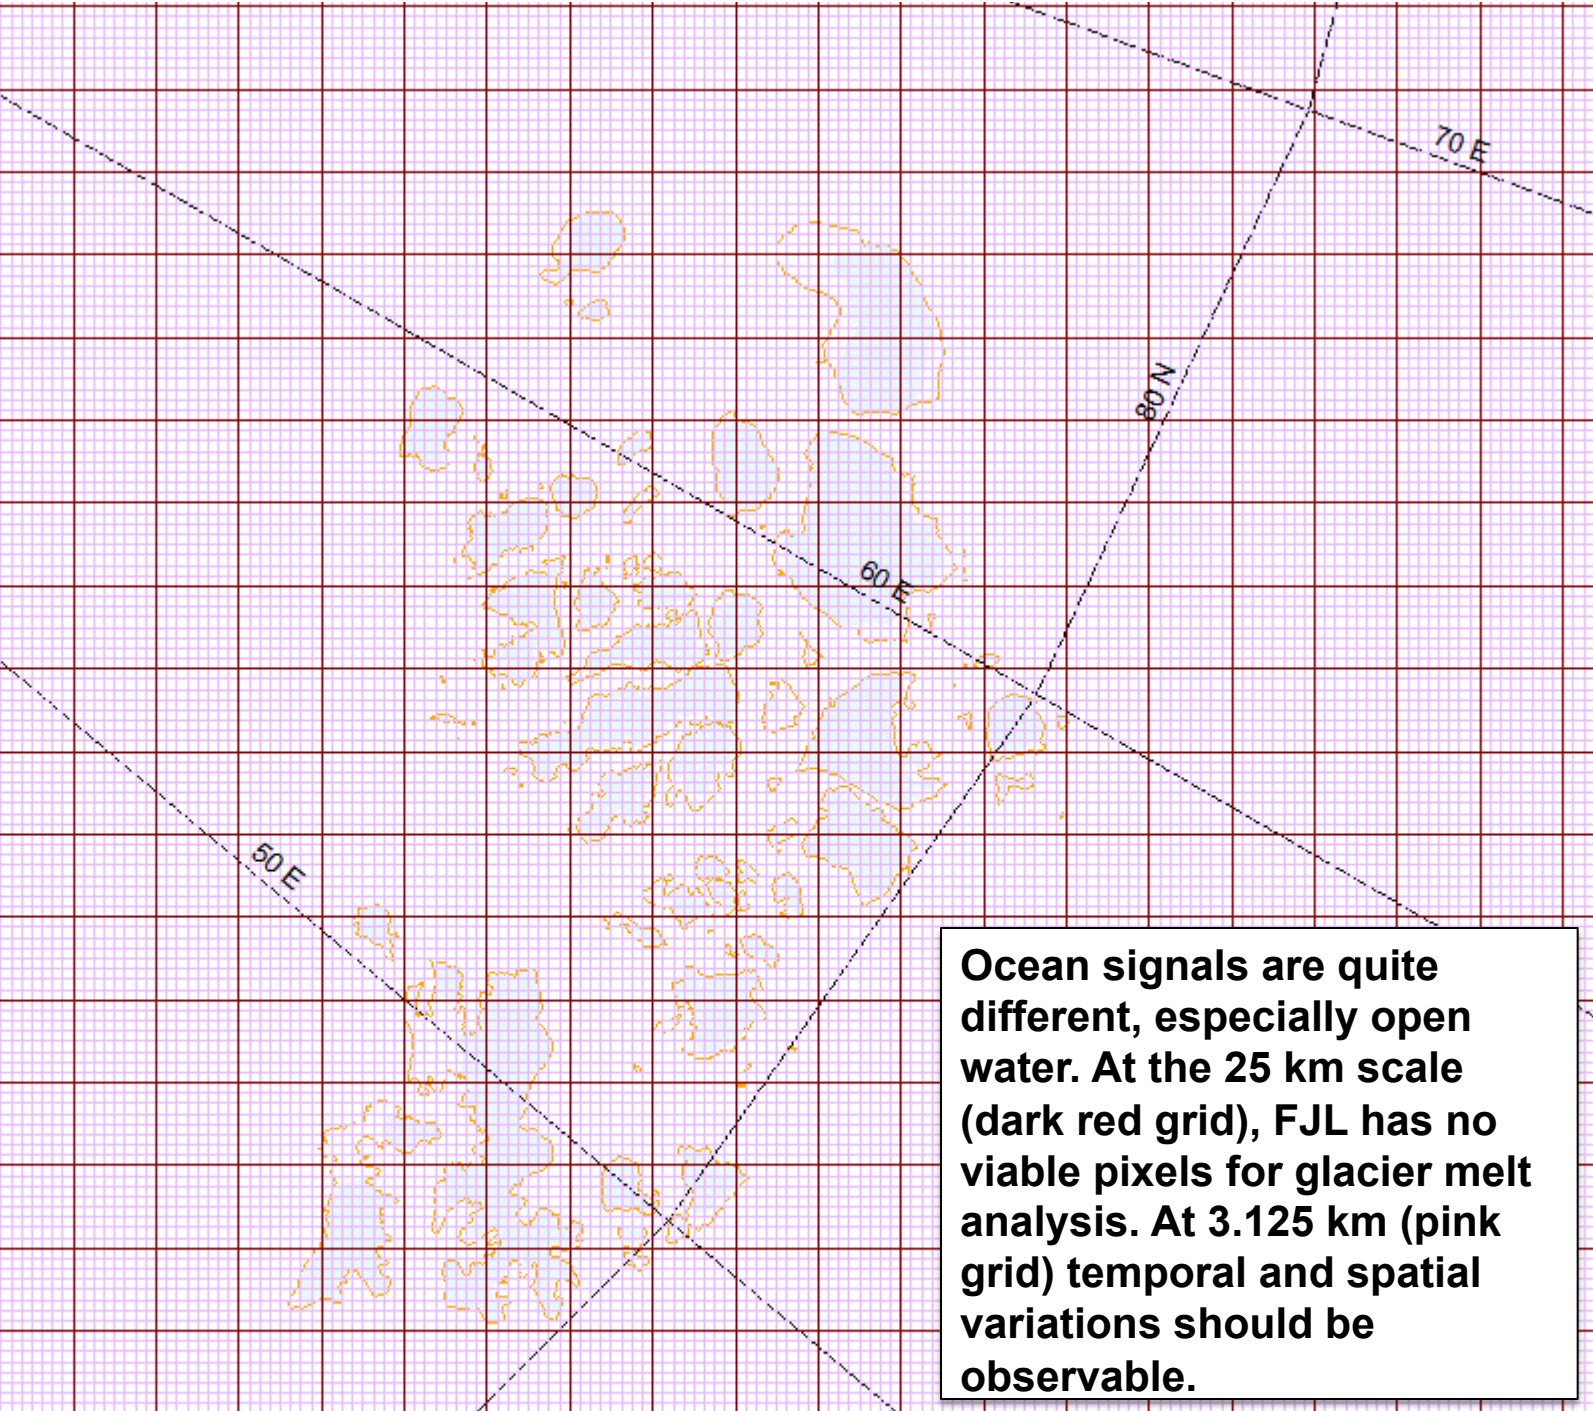 70 E
80 N
60 E
50 E
Ocean signals are quite
different, especially open
water. At the 25 km scale
(dark red grid), FJL has no
viable pixels for glacier melt
analysis. At 3.125 km (pink
grid) temporal and spatial
variations should be
observable.